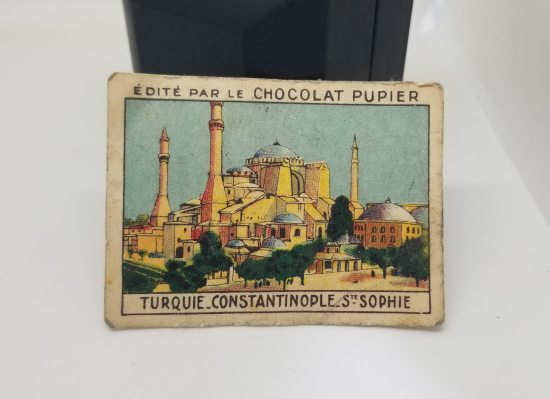 ÉDITÉ PAR LE CHOCOLAT PUPIER
TURQUIE_CONSTANTINOPLE_STE SOPHIE